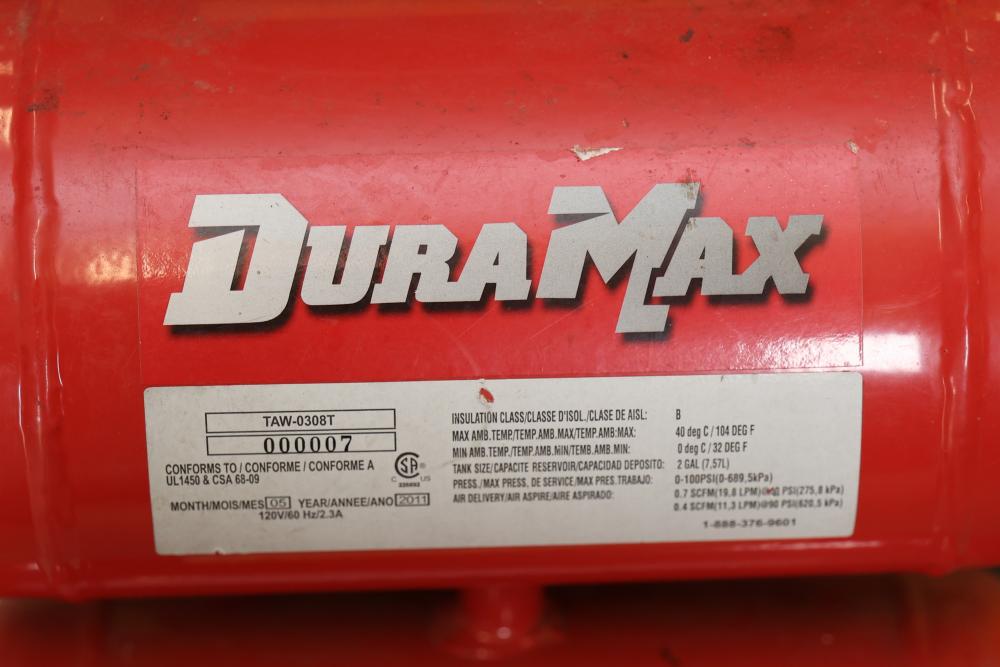 DURAMAX
TAW-0308T
000007
CONFORMS TO / CONFORME / CONFORME A
UL1450 & CSA 68-09
CSA
C US
MONTH/MOIS/MES 05 YEAR/ANNEE/ANO 2011
120V/60 Hz/2.3A
INSULATION CLASS/CLASSE D'ISOL./CLASE DE AISL: B
MAX AMB.TEMP/TEMP.AMB.MAX/TEMP.AMB:MAX: 40 deg C / 104 DEG F
MIN AMB.TEMP./TEMP.AMB.MIN/TEMB.AMB.MIN: 0 deg C / 32 DEG F
TANK SIZE/CAPACITE RESERVOIR/CAPACIDAD DEPOSITO: 2 GAL (7,57L)
PRESS./MAX PRESS, DE SERVICE/MAX PRES.TRABAJO: 0-100PSI(0-689,5kPa)
AIR DELIVERY/AIR ASPIRE/AIRE ASPIRADO: 0.7 SCFM(19,8 LPM)@ PSI(275,8 kPa)
0.4 SCFM(11,3 LPM)@90 PSI(620,5 kPa)
1-888-376-9601